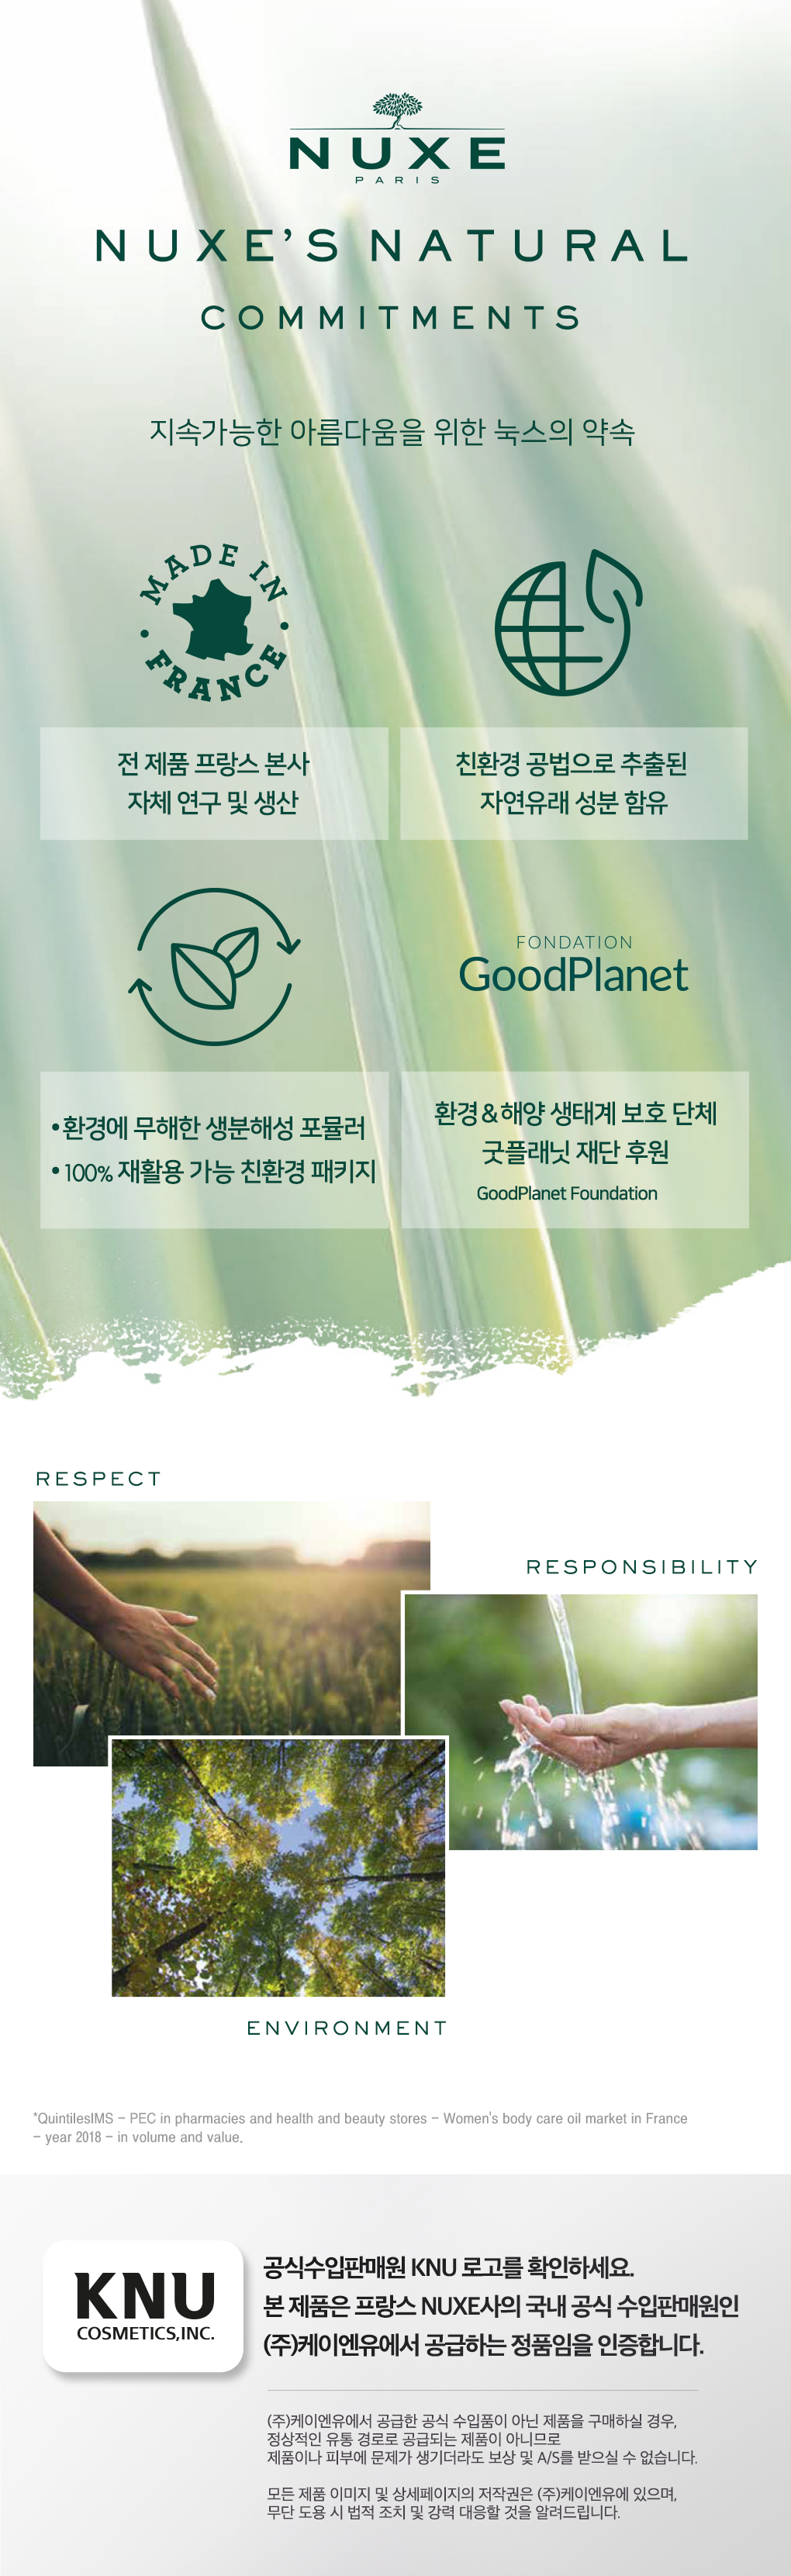 NUXE
PARIS
NUXE’S NATURAL
COMMITMENTS
지속가능한 아름다움을 위한 눅스의 약속
MADE IN
FRANCE
전 제품 프랑스 본사
자체 연구 및 생산
친환경 공법으로 추출된
자연유래 성분 함유
FONDATION
GoodPlanet
•환경에 무해한 생분해성 포뮬러
•100% 재활용 가능 친환경 패키지
환경&해양 생태계 보호 단체
굿플래닛 재단 후원
GoodPlanet Foundation
RESPECT
RESPONSIBILITY
ENVIRONMENT
*QuintilesIMS – PEC in pharmacies and health and beauty stores – Women's body care oil market in France
– year 2018 – in volume and value.
KNU
COSMETICS,INC.
공식수입판매원 KNU 로고를 확인하세요.
본 제품은 프랑스 NUXE사의 국내 공식 수입판매원인
(주)케이엔유에서 공급하는 정품임을 인증합니다.
(주)케이엔유에서 공급한 공식 수입품이 아닌 제품을 구매하실 경우,
정상적인 유통 경로로 공급되는 제품이 아니므로
제품이나 피부에 문제가 생기더라도 보상 및 A/S를 받으실 수 없습니다.
모든 제품 이미지 및 상세페이지의 저작권은 (주)케이엔유에 있으며,
무단 도용 시 법적 조치 및 강력 대응할 것을 알려드립니다.